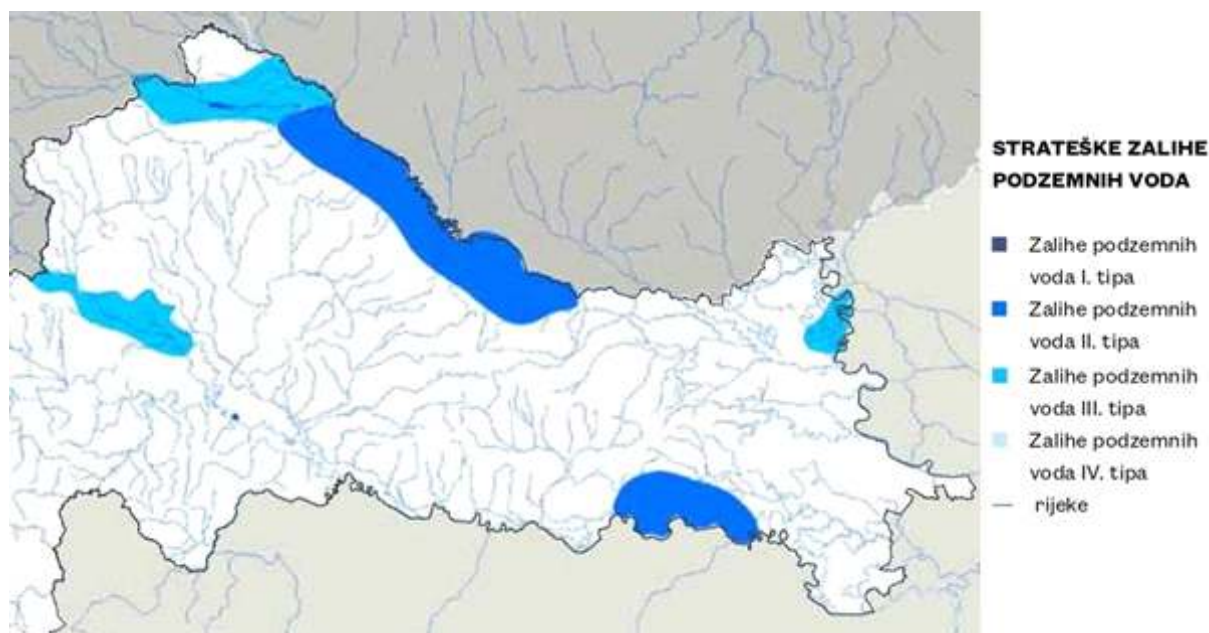 STRATEŠKE ZALIHE
PODZEMNIH VODA
Zalihe podzemnih
voda I. tipa
Zalihe podzemnih
voda II. tipa
Zalihe podzemnih
voda III. tipa
Zalihe podzemnih
voda IV. tipa
rijeke